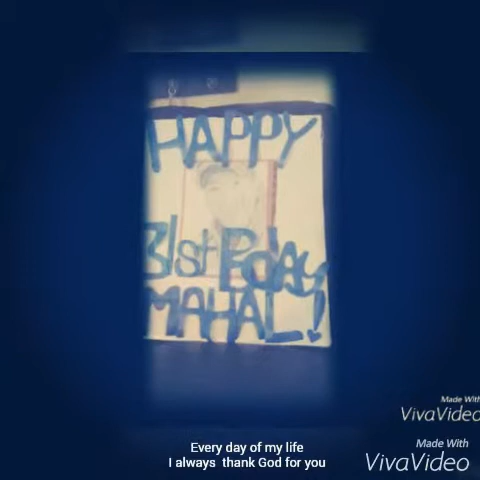 HAPPY
31st B'day
MAHAL!
Made With
VivaVideo
Made With
VivaVideo
Every day of my life
I always thank God for you